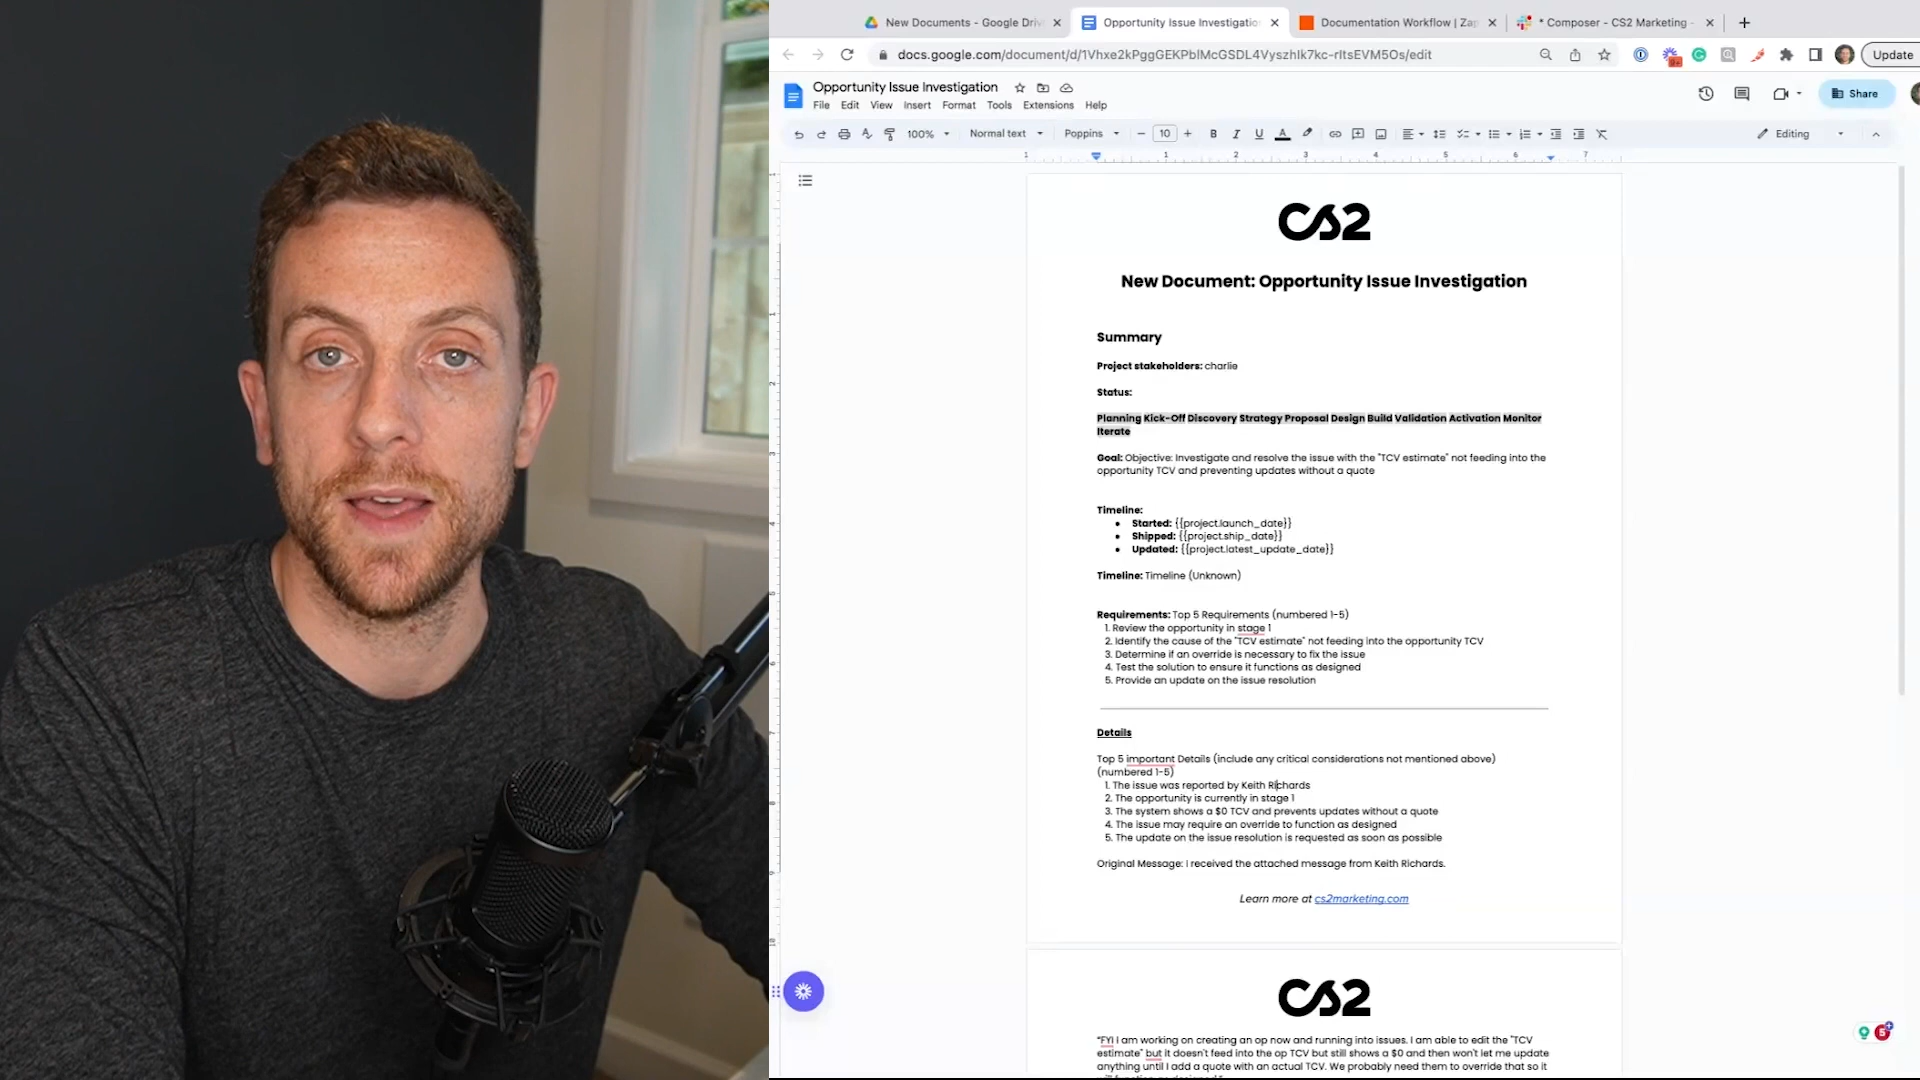 New Documents - Google Driv
Opportunity Issue Investigation
Documentation Workflow | Zap
* Composer - CS2 Marketing -
docs.google.com/document/d/1Vhxe2kPggGEKPblMcGSDL4Vyszhlk7kc-rItsEVM5Os/edit
Update
Opportunity Issue Investigation
File Edit View Insert Format Tools Extensions Help
Share
100% Normal text Poppins 10 Editing
CS2
New Document: Opportunity Issue Investigation
Summary
Project stakeholders: charlie
Status:
Planning Kick-Off Discovery Strategy Proposal Design Build Validation Activation Monitor
Iterate
Goal: Objective: Investigate and resolve the issue with the "TCV estimate" not feeding into the
opportunity TCV and preventing updates without a quote
Timeline:
● Started: {{project.launch_date}}
● Shipped: {{project.ship_date}}
● Updated: {{project.latest_update_date}}
Timeline: Timeline (Unknown)
Requirements: Top 5 Requirements (numbered 1-5)
1. Review the opportunity in stage 1
2. Identify the cause of the "TCV estimate" not feeding into the opportunity TCV
3. Determine if an override is necessary to fix the issue
4. Test the solution to ensure it functions as designed
5. Provide an update on the issue resolution
Details
Top 5 important Details (include any critical considerations not mentioned above)
(numbered 1-5)
1. The issue was reported by Keith Richards
2. The opportunity is currently in stage 1
3. The system shows a $0 TCV and prevents updates without a quote
4. The issue may require an override to function as designed
5. The update on the issue resolution is requested as soon as possible
Original Message: I received the attached message from Keith Richards.
Learn more at cs2marketing.com
CS2
"FYI I am working on creating an op now and running into issues. I am able to edit the "TCV
estimate" but it doesn't feed into the op TCV but still shows a $0 and then won't let me update
anything until I add a quote with an actual TCV. We probably need them to override that so it